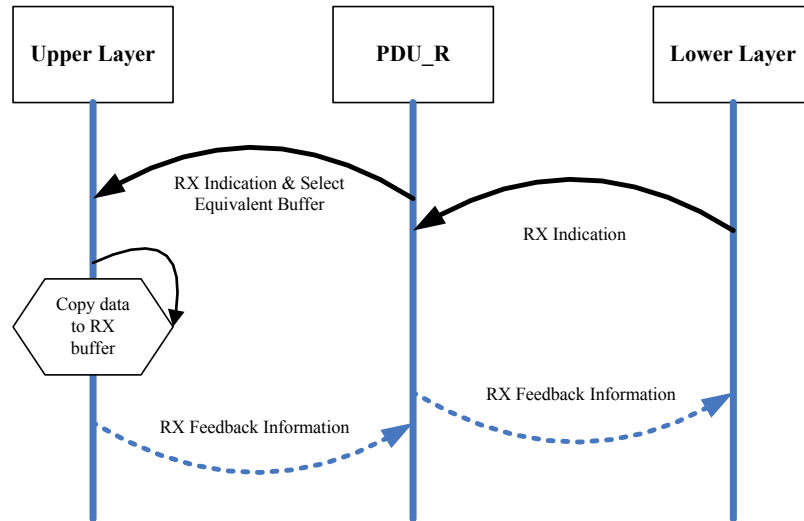 Upper Layer
PDU_R
Lower Layer
RX Indication & Select
Equivalent Buffer
RX Indication
Copy data
to RX
buffer
RX Feedback Information
RX Feedback Information